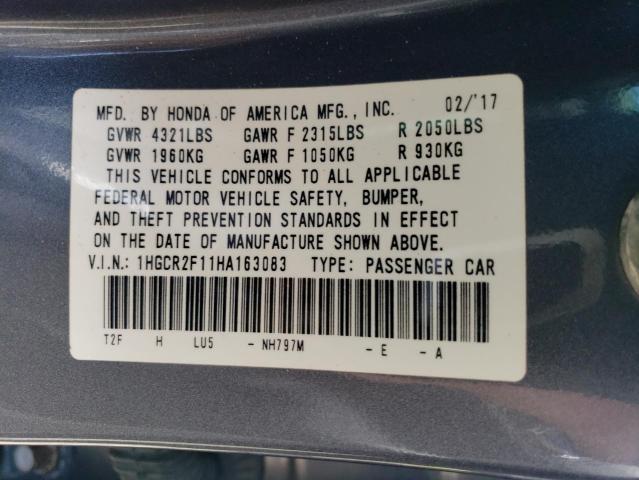 MFD. BY HONDA OF AMERICA MFG., INC. 02/'17
GVWR 4321LBS GAWR F 2315LBS R 2050LBS
GVWR 1960KG GAWR F 1050KG R 930KG
THIS VEHICLE CONFORMS TO ALL APPLICABLE
FEDERAL MOTOR VEHICLE SAFETY, BUMPER,
AND THEFT PREVENTION STANDARDS IN EFFECT
ON THE DATE OF MANUFACTURE SHOWN ABOVE.
V.I.N.: 1HGCR2F11HA163083 TYPE: PASSENGER CAR
T2F H LU5 - NH797M - E - A